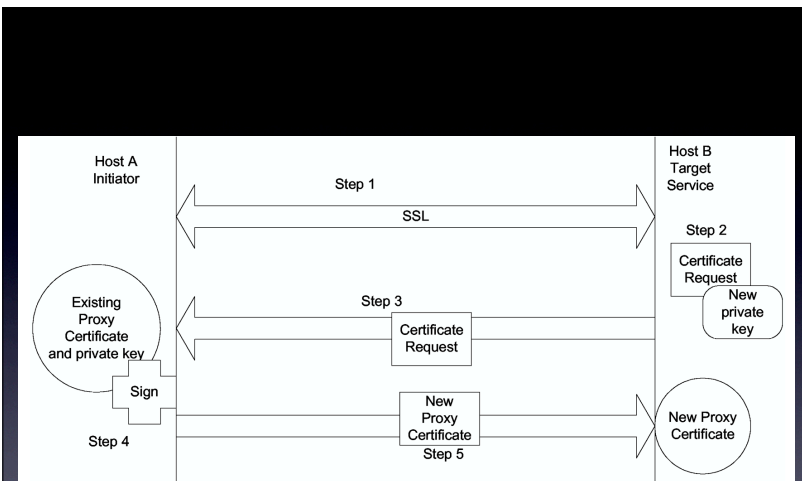 Host A
Initiator
Host B
Target
Service
Step 1
SSL
Step 2
Certificate
Request
New
private
key
Step 3
Certificate
Request
Existing
Proxy
Certificate
and private key
Sign
Step 4
New
Proxy
Certificate
Step 5
New Proxy
Certificate